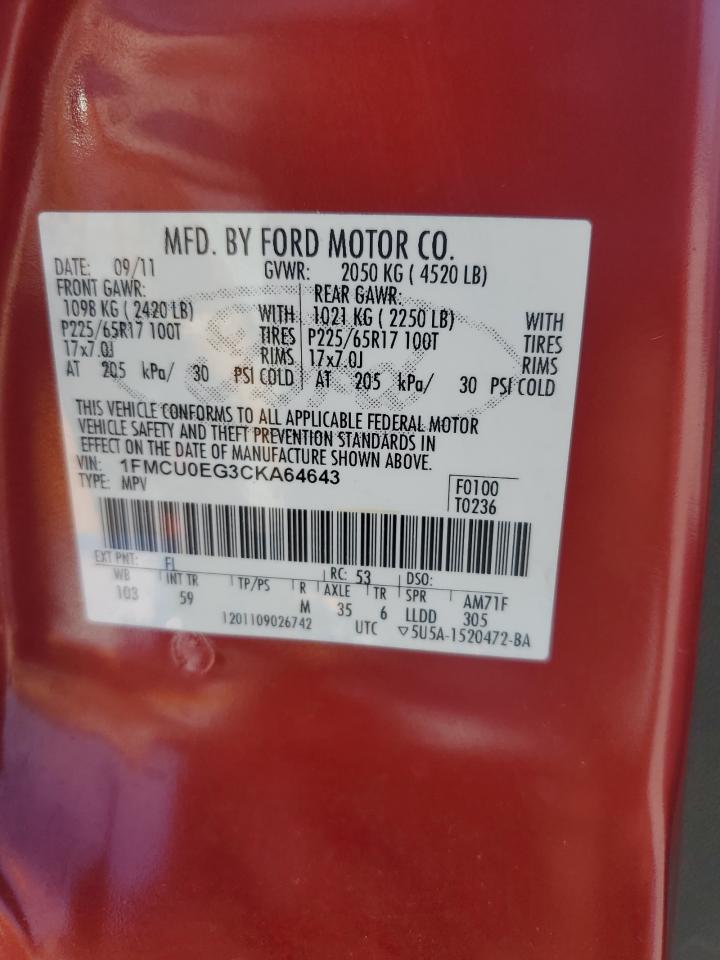 MFD. BY FORD MOTOR CO.
DATE: 09/11 GVWR: 2050 KG ( 4520 LB)
FRONT GAWR: REAR GAWR:
1098 KG ( 2420 LB) WITH 1021 KG ( 2250 LB) WITH
P225/65R17 100T TIRES P225/65R17 100T TIRES
17x7.0J RIMS 17x7.0J RIMS
AT 205 kPa/ 30 PSI COLD AT 205 kPa/ 30 PSI COLD
THIS VEHICLE CONFORMS TO ALL APPLICABLE FEDERAL MOTOR
VEHICLE SAFETY AND THEFT PREVENTION STANDARDS IN
EFFECT ON THE DATE OF MANUFACTURE SHOWN ABOVE.
VIN: 1FMCU0EG3CKA64643
TYPE: MPV
F0100
T0236
EXT PNT: FL RC: 53 DSO:
WB INT TR TP/PS R AXLE TR SPR AM71F
103 59 M 35 6 LLDD 305
1201109026742 UTC ▽5U5A-1520472-BA